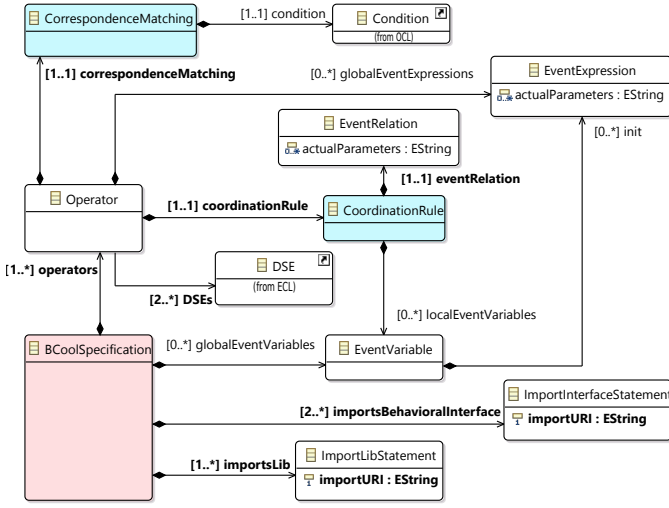 CorrespondenceMatching
[1..1] condition
Condition
(from OCL)
[1..1] correspondenceMatching
[0..*] globalEventExpressions
EventExpression
actualParameters : EString
EventRelation
actualParameters : EString
[0..*] init
[1..1] eventRelation
Operator
[1..1] coordinationRule
CoordinationRule
[1..*] operators
DSE
(from ECL)
[2..*] DSEs
[0..*] localEventVariables
BCoolSpecification
[0..*] globalEventVariables
EventVariable
ImportInterfaceStatement
[2..*] importsBehavioralInterface
importURI : EString
[1..*] importsLib
ImportLibStatement
importURI : EString